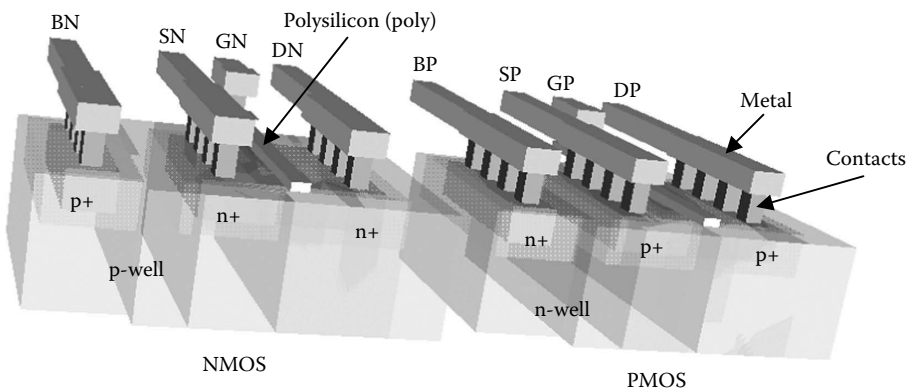 BN
SN
GN
DN
Polysilicon (poly)
BP
SP
GP
DP
Metal
Contacts
p+
n+
n+
n+
p+
p+
p-well
n-well
NMOS
PMOS